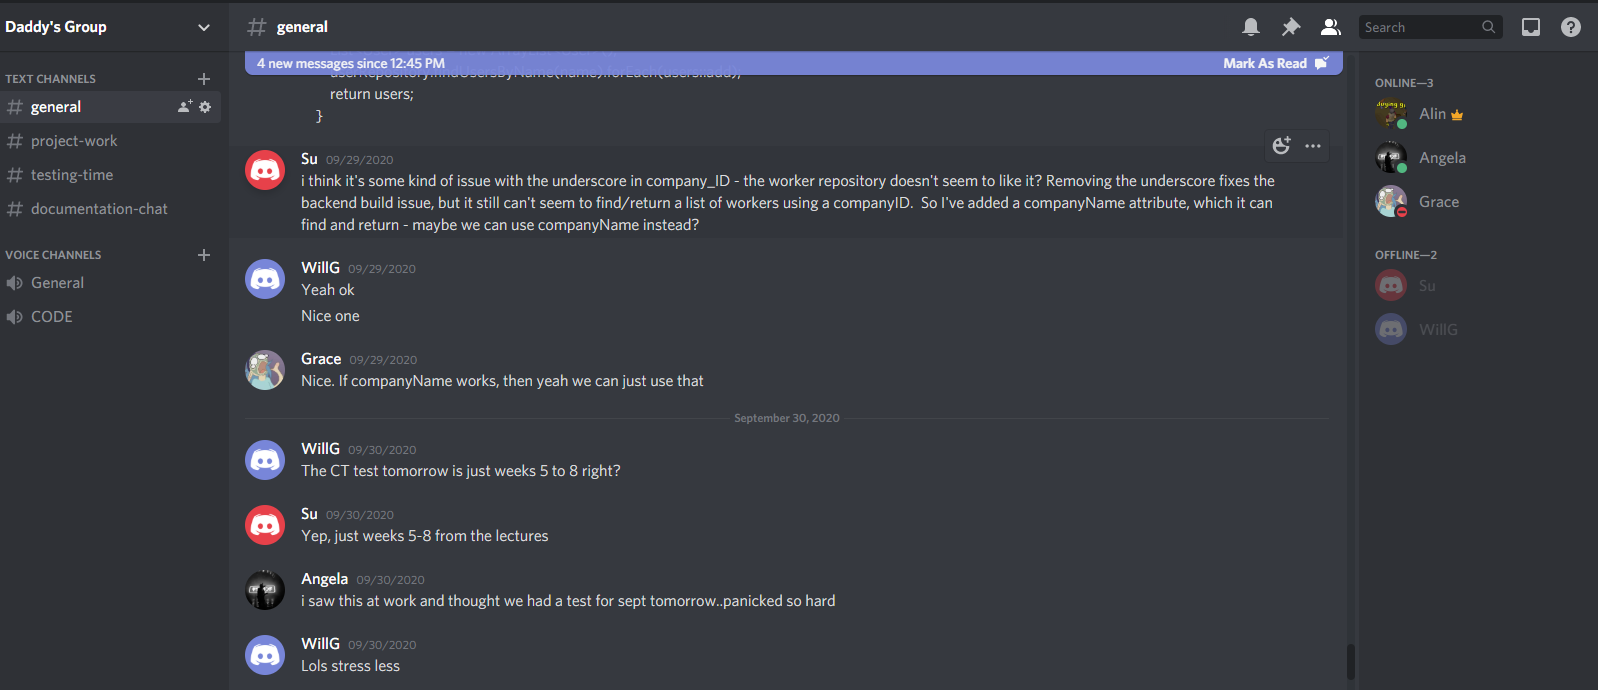 Daddy's Group
TEXT CHANNELS
general
project-work
testing-time
documentation-chat
VOICE CHANNELS
General
CODE
# general
Search
4 new messages since 12:45 PM
Mark As Read
userRepository.findUsersByName(name).forEach(users::add);
return users;
}
Su 09/29/2020
i think it's some kind of issue with the underscore in company_ID - the worker repository doesn't seem to like it? Removing the underscore fixes the
backend build issue, but it still can't seem to find/return a list of workers using a companyID. So I've added a companyName attribute, which it can
find and return - maybe we can use companyName instead?
WillG 09/29/2020
Yeah ok
Nice one
Grace 09/29/2020
Nice. If companyName works, then yeah we can just use that
September 30, 2020
WillG 09/30/2020
The CT test tomorrow is just weeks 5 to 8 right?
Su 09/30/2020
Yep, just weeks 5-8 from the lectures
Angela 09/30/2020
i saw this at work and thought we had a test for sept tomorrow..panicked so hard
WillG 09/30/2020
Lols stress less
ONLINE—3
Alin
Angela
Grace
OFFLINE—2
Su
WillG